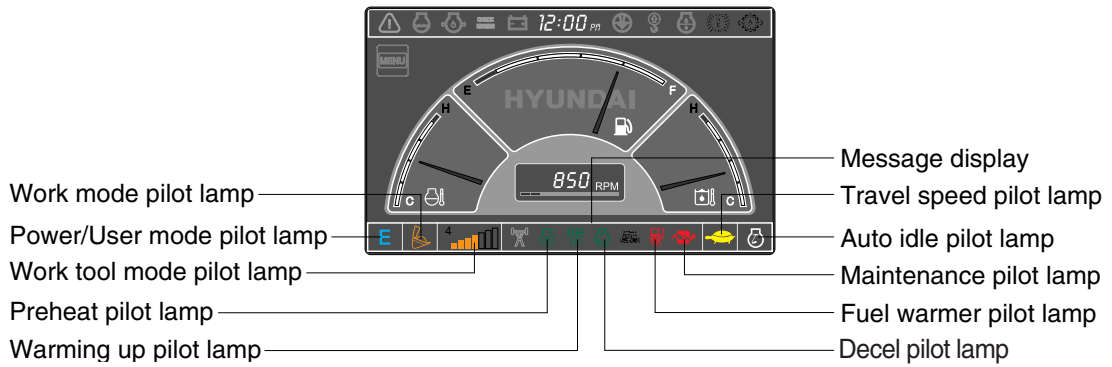 12:00 PM
MENU
E F
HYUNDAI
H H
850 RPM
C C
E 4
Work mode pilot lamp
Power/User mode pilot lamp
Work tool mode pilot lamp
Preheat pilot lamp
Warming up pilot lamp
Message display
Travel speed pilot lamp
Auto idle pilot lamp
Maintenance pilot lamp
Fuel warmer pilot lamp
Decel pilot lamp